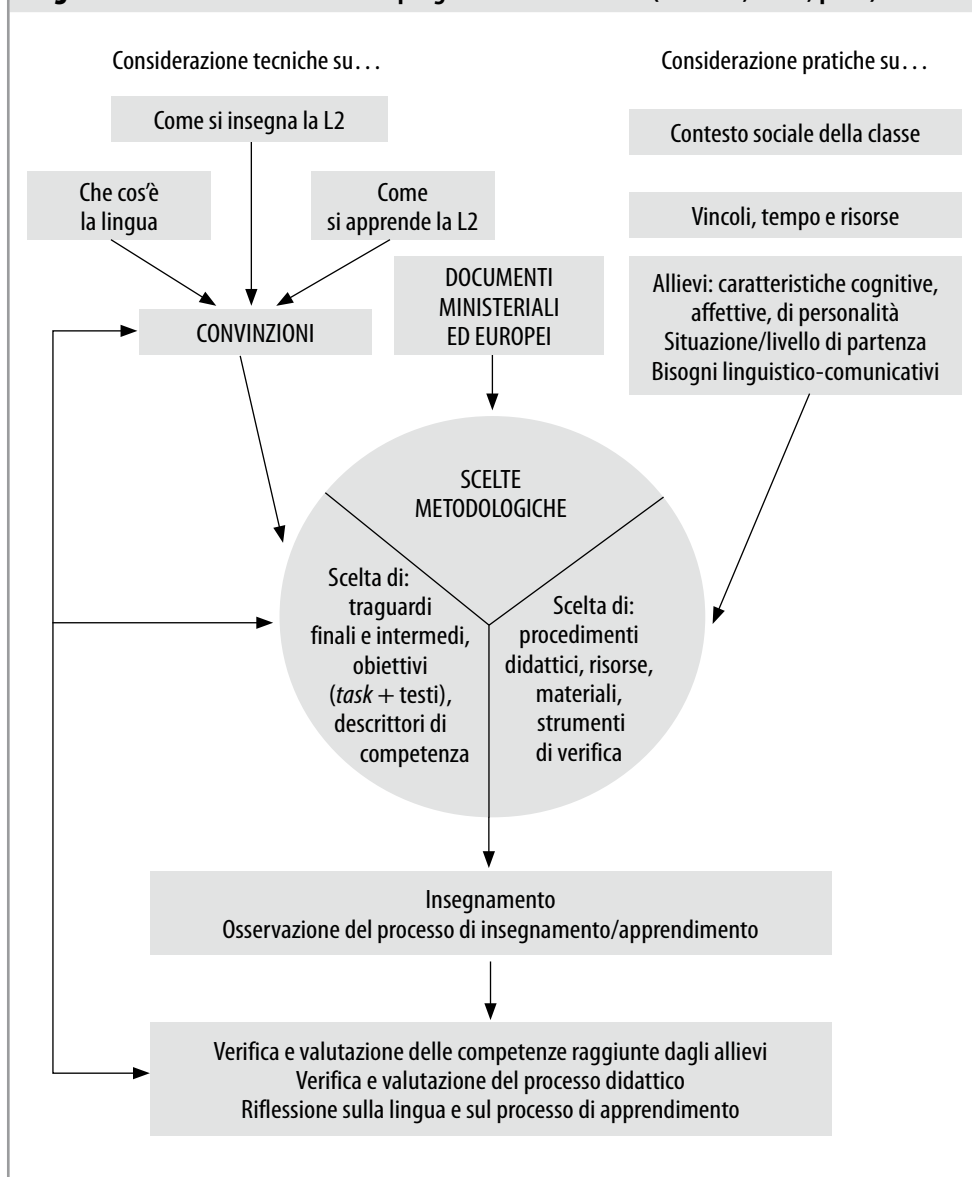 Considerazione tecniche su…
Considerazione pratiche su…
Come si insegna la L2
Contesto sociale della classe
Che cos'è
la lingua
Come
si apprende la L2
Vincoli, tempo e risorse
CONVINZIONI
DOCUMENTI
MINISTERIALI
ED EUROPEI
Allievi: caratteristiche cognitive,
affettive, di personalità
Situazione/livello di partenza
Bisogni linguistico-comunicativi
SCELTE
METODOLOGICHE
Scelta di:
traguardi
finali e intermedi,
obiettivi
(task + testi),
descrittori di
competenza
Scelta di:
procedimenti
didattici, risorse,
materiali,
strumenti
di verifica
Insegnamento
Osservazione del processo di insegnamento/apprendimento
Verifica e valutazione delle competenze raggiunte dagli allievi
Verifica e valutazione del processo didattico
Riflessione sulla lingua e sul processo di apprendimento